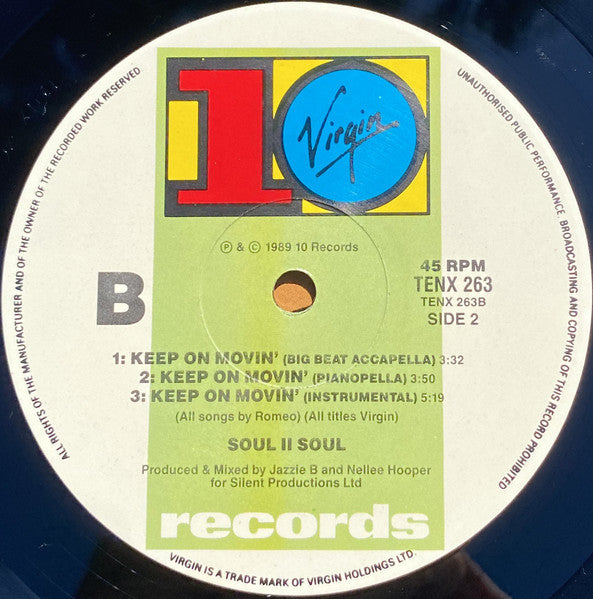 10
Virgin
℗ & © 1989 10 Records
B
45 RPM
TENX 263
TENX 263B
SIDE 2
1: KEEP ON MOVIN' (BIG BEAT ACCAPELLA) 3:32
2: KEEP ON MOVIN' (PIANOPELLA) 3:50
3: KEEP ON MOVIN' (INSTRUMENTAL) 5:19
(All songs by Romeo) (All titles Virgin)
SOUL II SOUL
Produced & Mixed by Jazzie B and Nellee Hooper
for Silent Productions Ltd
records
ALL RIGHTS OF THE MANUFACTURER AND OF THE OWNER OF THE RECORDED WORK RESERVED
UNAUTHORISED PUBLIC PERFORMANCE, BROADCASTING AND COPYING OF THIS RECORD PROHIBITED
VIRGIN IS A TRADE MARK OF VIRGIN HOLDINGS LTD.